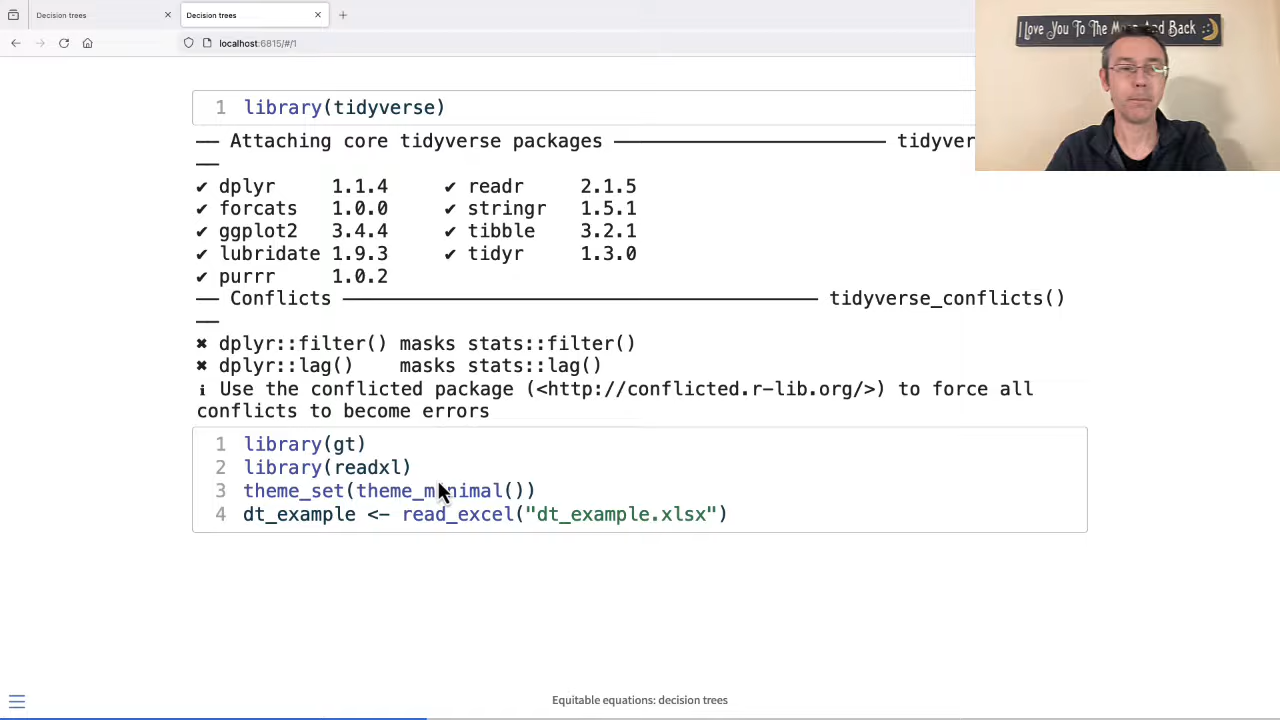 Decision trees
Decision trees
localhost:6815/#/1
I Love You To The Moon And Back
1 library(tidyverse)
── Attaching core tidyverse packages ──────────────────────── tidyver
──
✔ dplyr 1.1.4 ✔ readr 2.1.5
✔ forcats 1.0.0 ✔ stringr 1.5.1
✔ ggplot2 3.4.4 ✔ tibble 3.2.1
✔ lubridate 1.9.3 ✔ tidyr 1.3.0
✔ purrr 1.0.2
── Conflicts ────────────────────────────────────────── tidyverse_conflicts()
──
✖ dplyr::filter() masks stats::filter()
✖ dplyr::lag() masks stats::lag()
ℹ Use the conflicted package (<http://conflicted.r-lib.org/>) to force all
conflicts to become errors
1 library(gt)
2 library(readxl)
3 theme_set(theme_minimal())
4 dt_example <- read_excel("dt_example.xlsx")
Equitable equations: decision trees